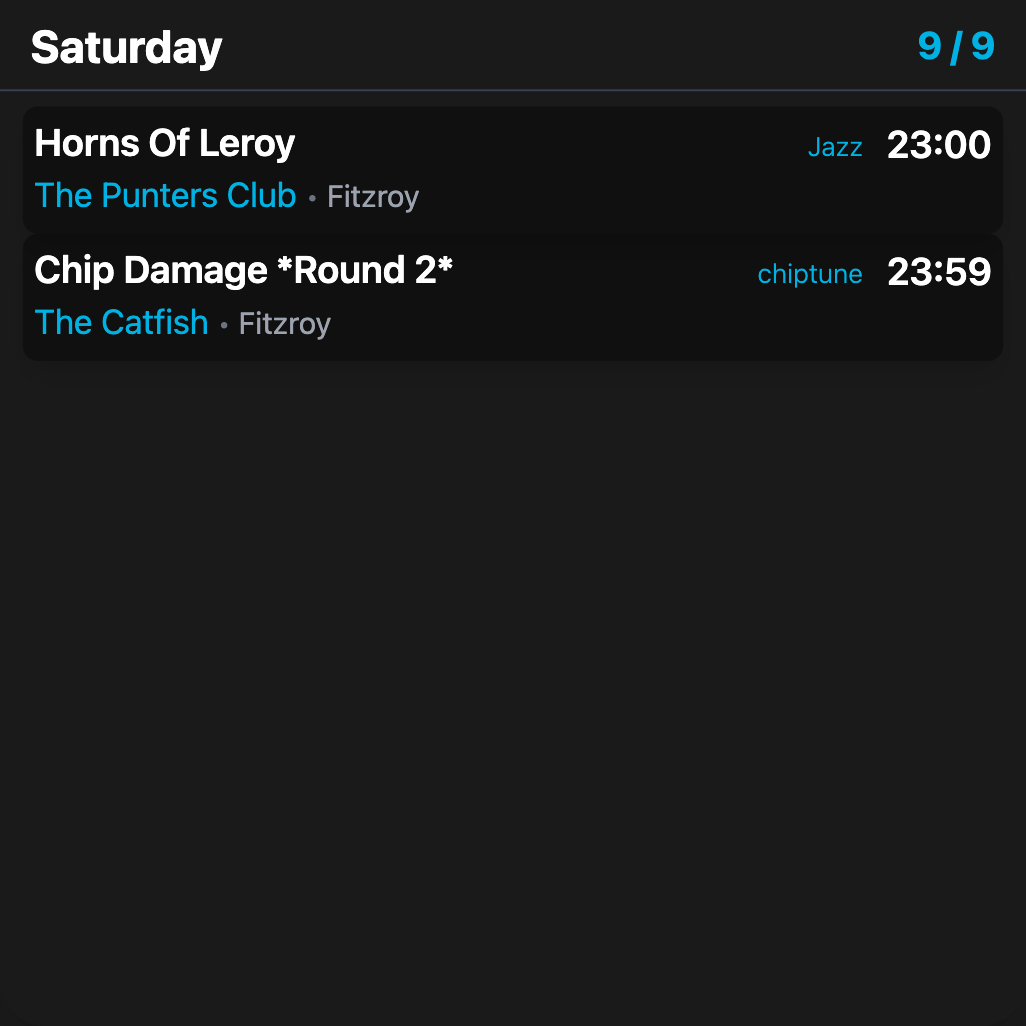 Saturday 9 / 9
Horns Of Leroy Jazz 23:00
The Punters Club • Fitzroy
Chip Damage *Round 2* chiptune 23:59
The Catfish • Fitzroy